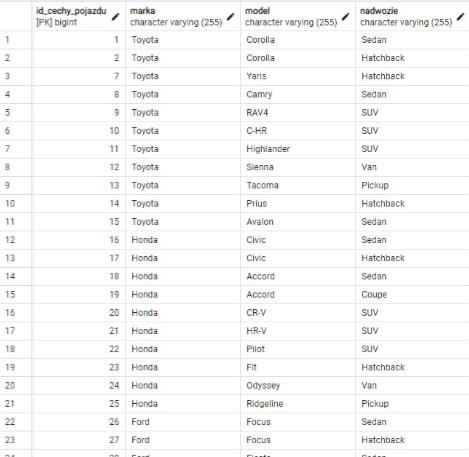 id_cechy_pojazdu marka model nadwozie
[PK] bigint character varying (255) character varying (255) character varying (255)
1 1 Toyota Corolla Sedan
2 2 Toyota Corolla Hatchback
3 7 Toyota Yaris Hatchback
4 8 Toyota Camry Sedan
5 9 Toyota RAV4 SUV
6 10 Toyota C-HR SUV
7 11 Toyota Highlander SUV
8 12 Toyota Sienna Van
9 13 Toyota Tacoma Pickup
10 14 Toyota Prius Hatchback
11 15 Toyota Avalon Sedan
12 16 Honda Civic Sedan
13 17 Honda Civic Hatchback
14 18 Honda Accord Sedan
15 19 Honda Accord Coupe
16 20 Honda CR-V SUV
17 21 Honda HR-V SUV
18 22 Honda Pilot SUV
19 23 Honda Fit Hatchback
20 24 Honda Odyssey Van
21 25 Honda Ridgeline Pickup
22 26 Ford Focus Sedan
23 27 Ford Focus Hatchback